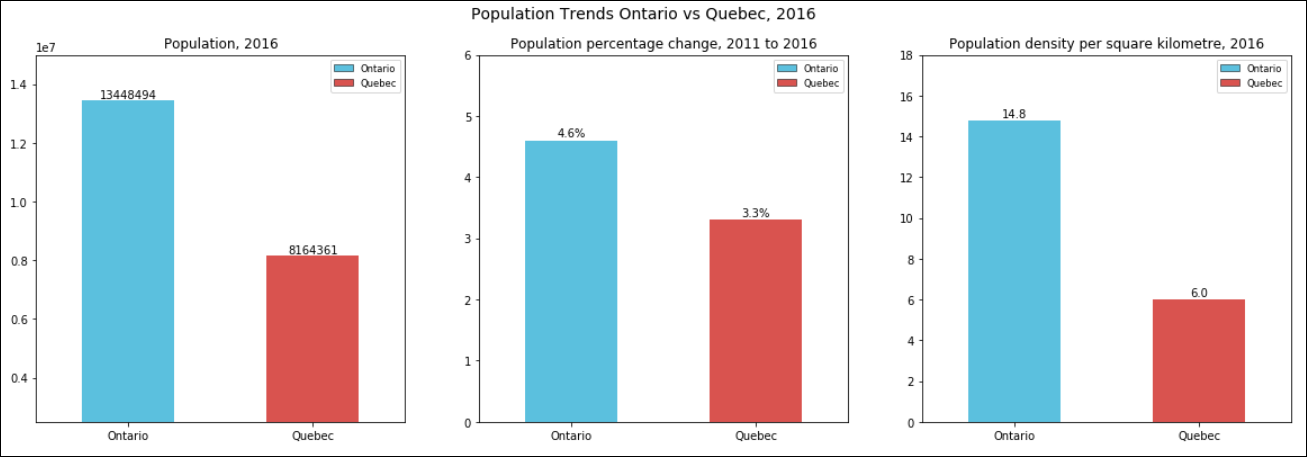 Population Trends Ontario vs Quebec, 2016
1e7
Population, 2016
Ontario
Quebec
1.4
1.2
1.0
0.8
0.6
0.4
13448494
8164361
Ontario
Quebec
Population percentage change, 2011 to 2016
Ontario
Quebec
6
5
4
3
2
1
0
4.6%
3.3%
Ontario
Quebec
Population density per square kilometre, 2016
Ontario
Quebec
18
16
14
12
10
8
6
4
2
0
14.8
6.0
Ontario
Quebec